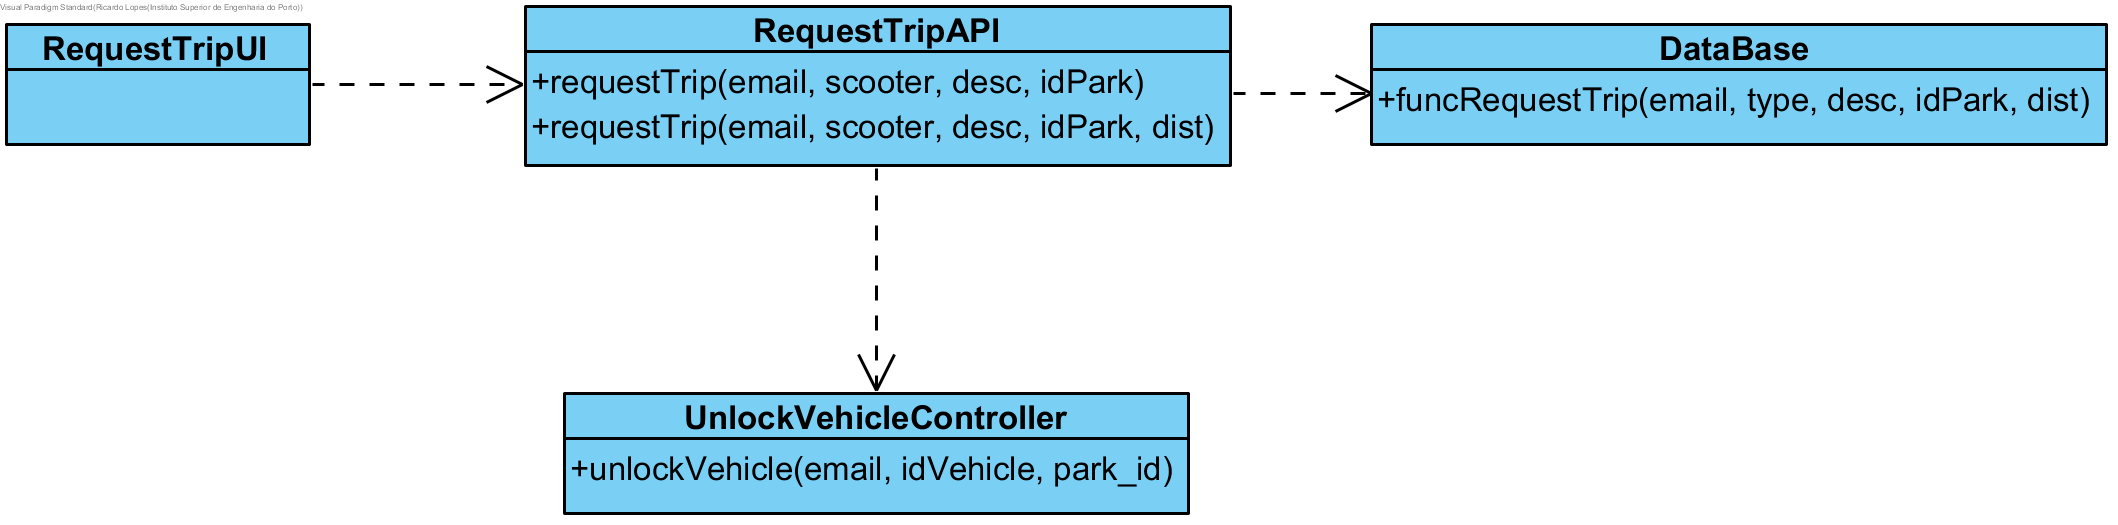 Visual Paradigm Standard(Ricardo Lopes(Instituto Superior de Engenharia do Porto))
RequestTripUI
RequestTripAPI
+requestTrip(email, scooter, desc, idPark)
+requestTrip(email, scooter, desc, idPark, dist)
DataBase
+funcRequestTrip(email, type, desc, idPark, dist)
UnlockVehicleController
+unlockVehicle(email, idVehicle, park_id)